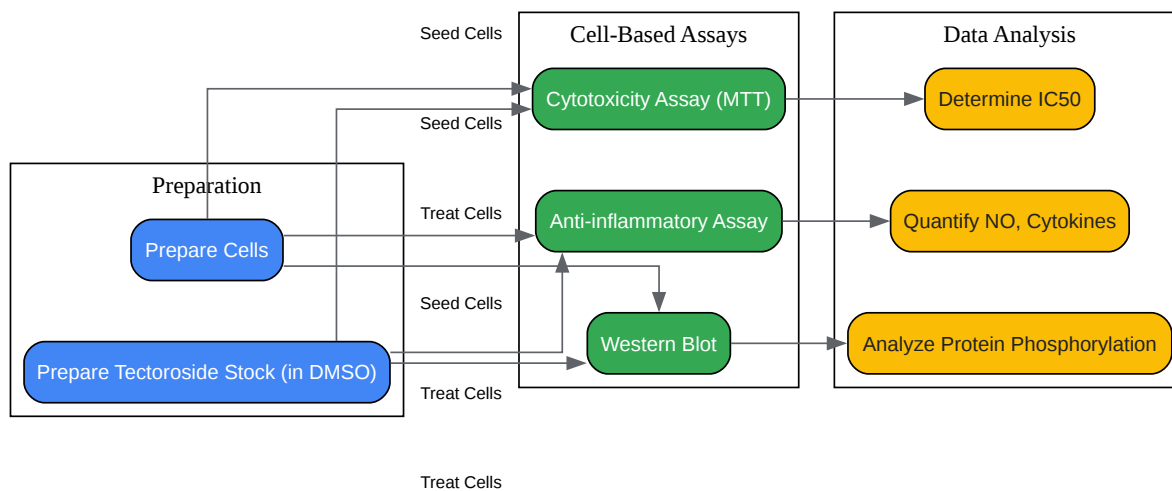 Seed Cells
Cell-Based Assays
Data Analysis
Cytotoxicity Assay (MTT)
Determine IC50
Seed Cells
Preparation
Treat Cells
Anti-inflammatory Assay
Quantify NO, Cytokines
Prepare Cells
Seed Cells
Western Blot
Analyze Protein Phosphorylation
Prepare Tectoroside Stock (in DMSO)
Treat Cells
Treat Cells